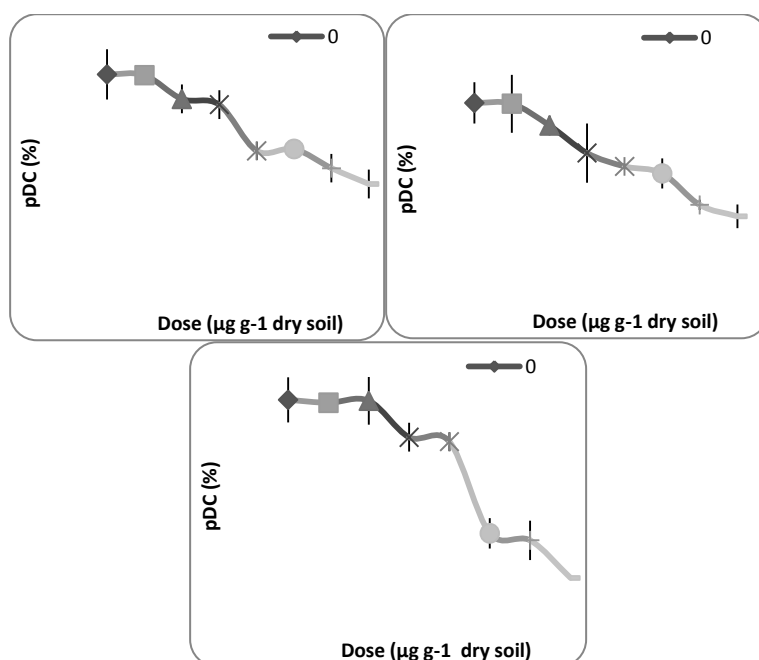 0
pDC (%)
Dose (µg g-1 dry soil)
0
pDC (%)
Dose (µg g-1 dry soil)
0
pDC (%)
Dose (µg g-1 dry soil)